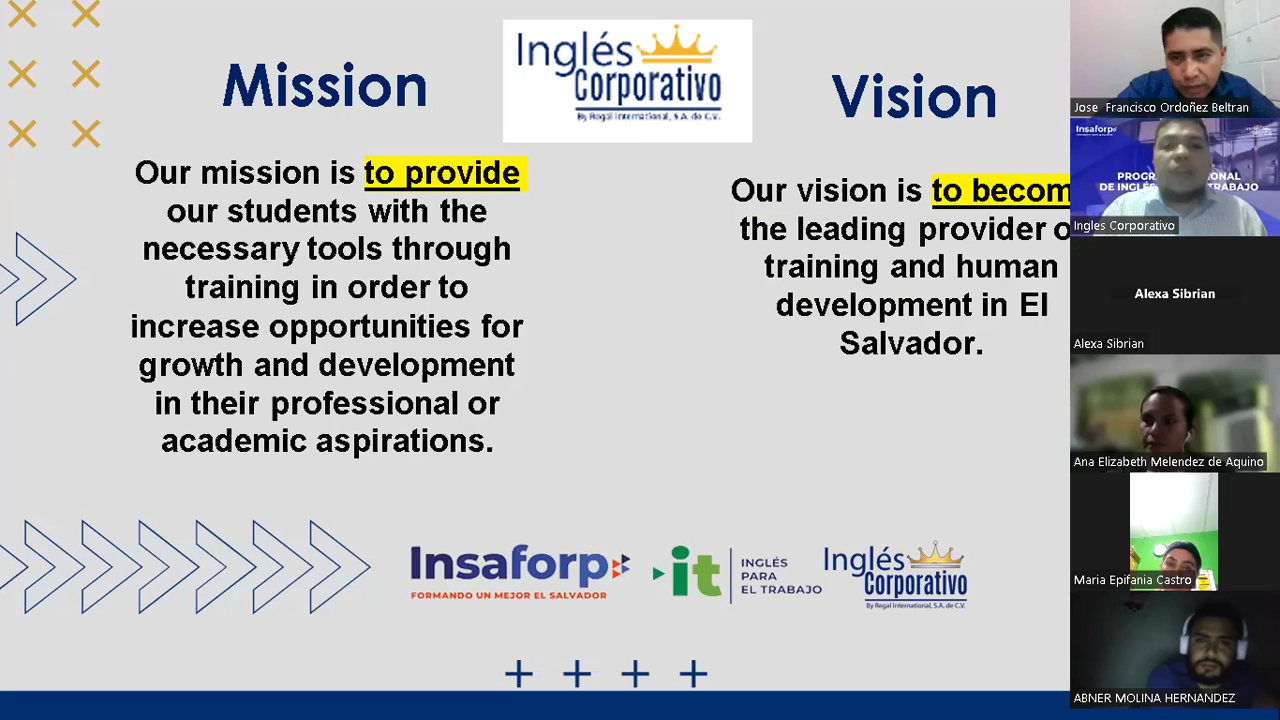 Mission
Inglés
Corporativo
By Regal International, S.A. de C.V.
Vision
Our mission is to provide
our students with the
necessary tools through
training in order to
increase opportunities for
growth and development
in their professional or
academic aspirations.
Our vision is to becom
the leading provider o
training and human
development in El
Salvador.
Insaforp
FORMANDO UN MEJOR EL SALVADOR
it
INGLÉS
PARA
EL TRABAJO
Inglés
Corporativo
By Regal International, S.A. de C.V.
Jose Francisco Ordoñez Beltran
Insaforp
PROG ONAL
DE INGLÉ TRABAJO
Ingles Corporativo
Alexa Sibrian
Alexa Sibrian
Ana Elizabeth Melendez de Aquino
Maria Epifania Castro
ABNER MOLINA HERNANDEZ